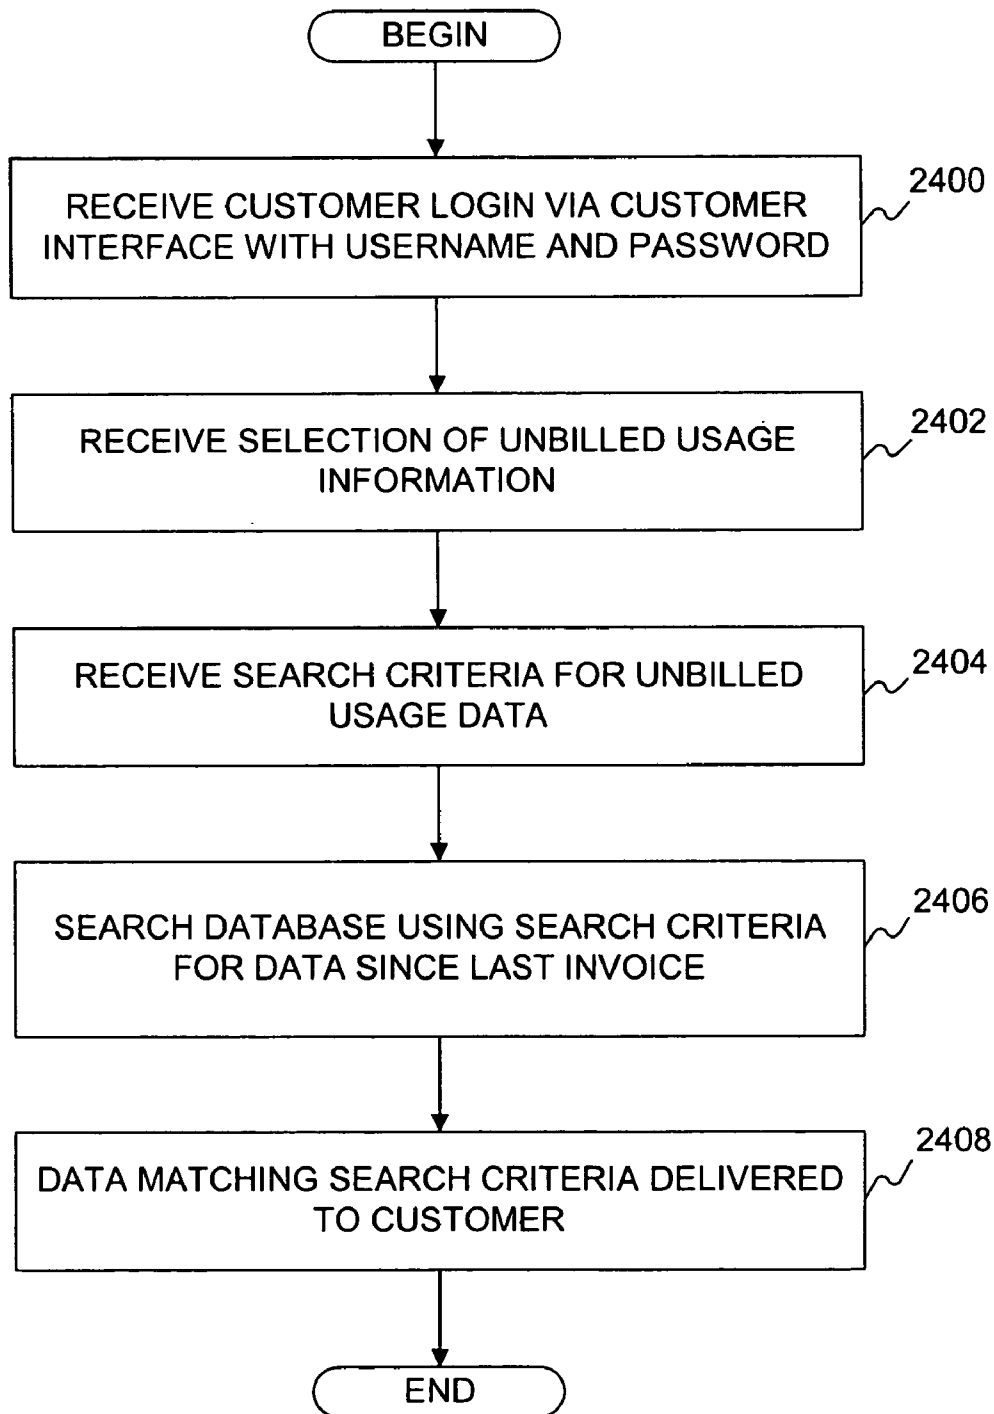 BEGIN
RECEIVE CUSTOMER LOGIN VIA CUSTOMER
INTERFACE WITH USERNAME AND PASSWORD
2400
RECEIVE SELECTION OF UNBILLED USAGE
INFORMATION
2402
RECEIVE SEARCH CRITERIA FOR UNBILLED
USAGE DATA
2404
SEARCH DATABASE USING SEARCH CRITERIA
FOR DATA SINCE LAST INVOICE
2406
DATA MATCHING SEARCH CRITERIA DELIVERED
TO CUSTOMER
2408
END